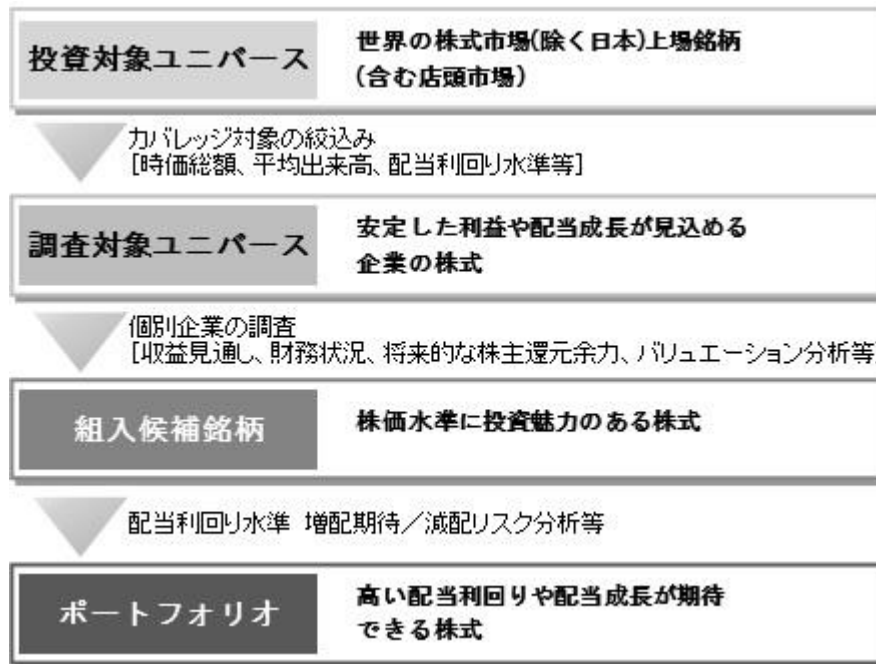 投資対象ユニバース
世界の株式市場(除く日本)上場銘柄
(含む店頭市場)
カバレッジ対象の絞込み
[時価総額、平均出来高、配当利回り水準等]
調査対象ユニバース
安定した利益や配当成長が見込める
企業の株式
個別企業の調査
[収益見通し、財務状況、将来的な株主還元余力、バリュエーション分析等
組入候補銘柄
株価水準に投資魅力のある株式
配当利回り水準 増配期待／減配リスク分析等
ポートフォリオ
高い配当利回りや配当成長が期待
できる株式